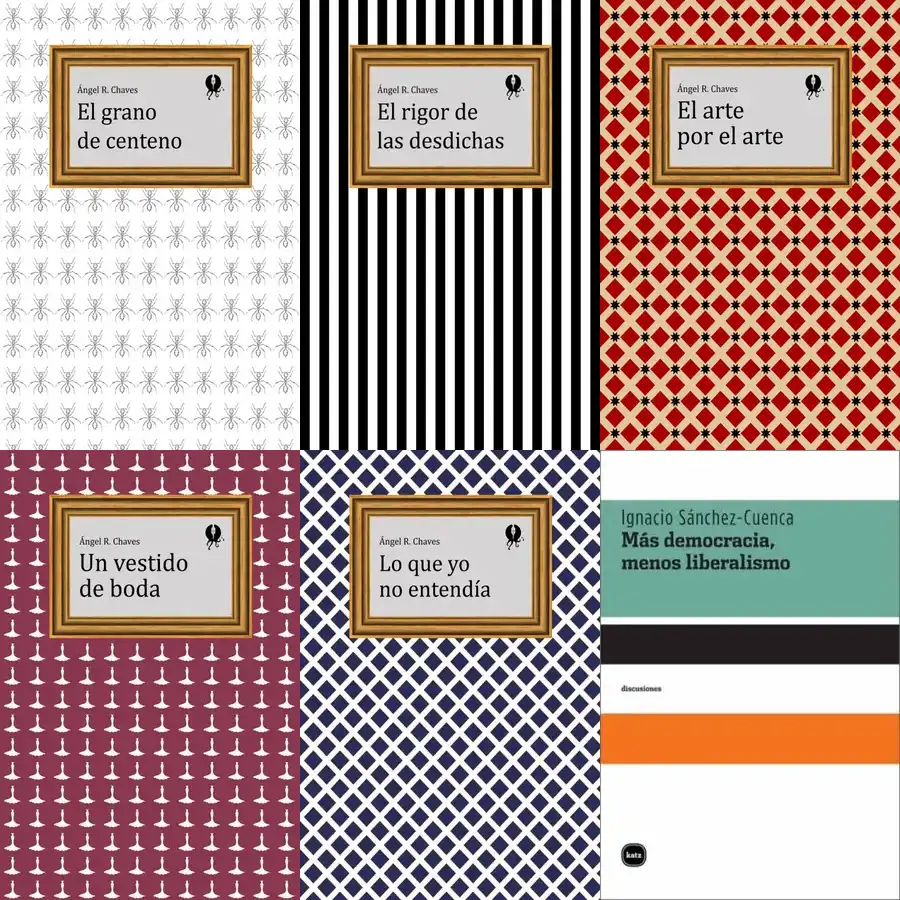 Ángel R. Chaves
El grano
de centeno
Ángel R. Chaves
El rigor de
las desdichas
Ángel R. Chaves
El arte
por el arte
Ángel R. Chaves
Un vestido
de boda
Ángel R. Chaves
Lo que yo
no entendía
Ignacio Sánchez-Cuenca
Más democracia,
menos liberalismo
discusiones
katz